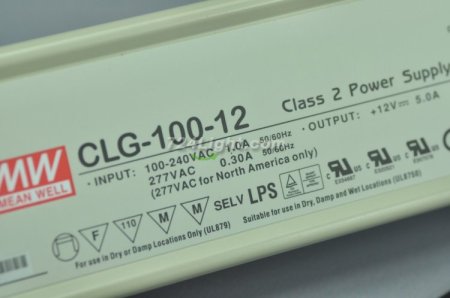 MW
MEAN WELL
CLG-100-12
Class 2 Power Supply
· INPUT: 100-240VAC 1.0A 50/60Hz
277VAC 0.30A 50/60Hz
(277VAC for North America only)
· OUTPUT: +12V 5.0A
F 110 M M SELV LPS
For use in Dry or Damp Locations Only (UL879)
Suitable for use in Dry, Damp and Wet Locations (UL8750)